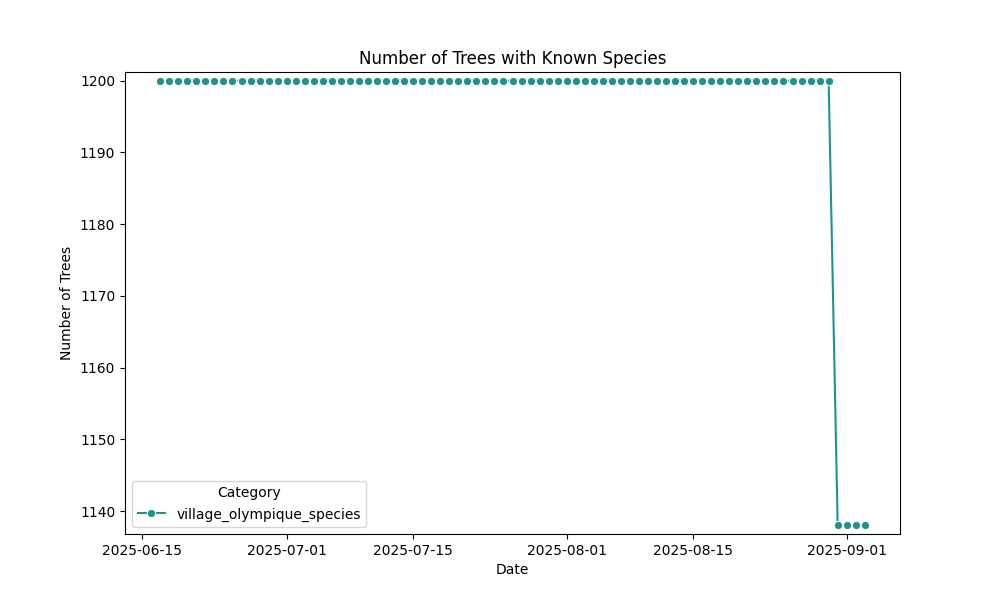 Number of Trees with Known Species
1200
1190
1180
1170
1160
1150
1140
Number of Trees
Category
village_olympique_species
2025-06-15
2025-07-01
2025-07-15
2025-08-01
2025-08-15
2025-09-01
Date